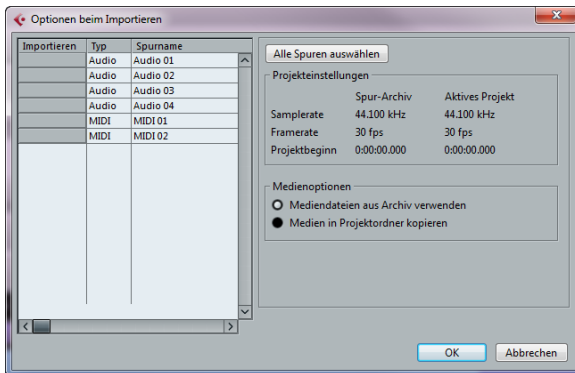 Optionen beim Importieren
Importieren Typ Spurname
Audio Audio 01
Audio Audio 02
Audio Audio 03
Audio Audio 04
MIDI MIDI 01
MIDI MIDI 02
Alle Spuren auswählen
Projekteinstellungen
Spur-Archiv Aktives Projekt
Samplerate 44.100 kHz 44.100 kHz
Framerate 30 fps 30 fps
Projektbeginn 0:00:00.000 0:00:00.000
Medienoptionen
Mediendateien aus Archiv verwenden
Medien in Projektordner kopieren
OK Abbrechen